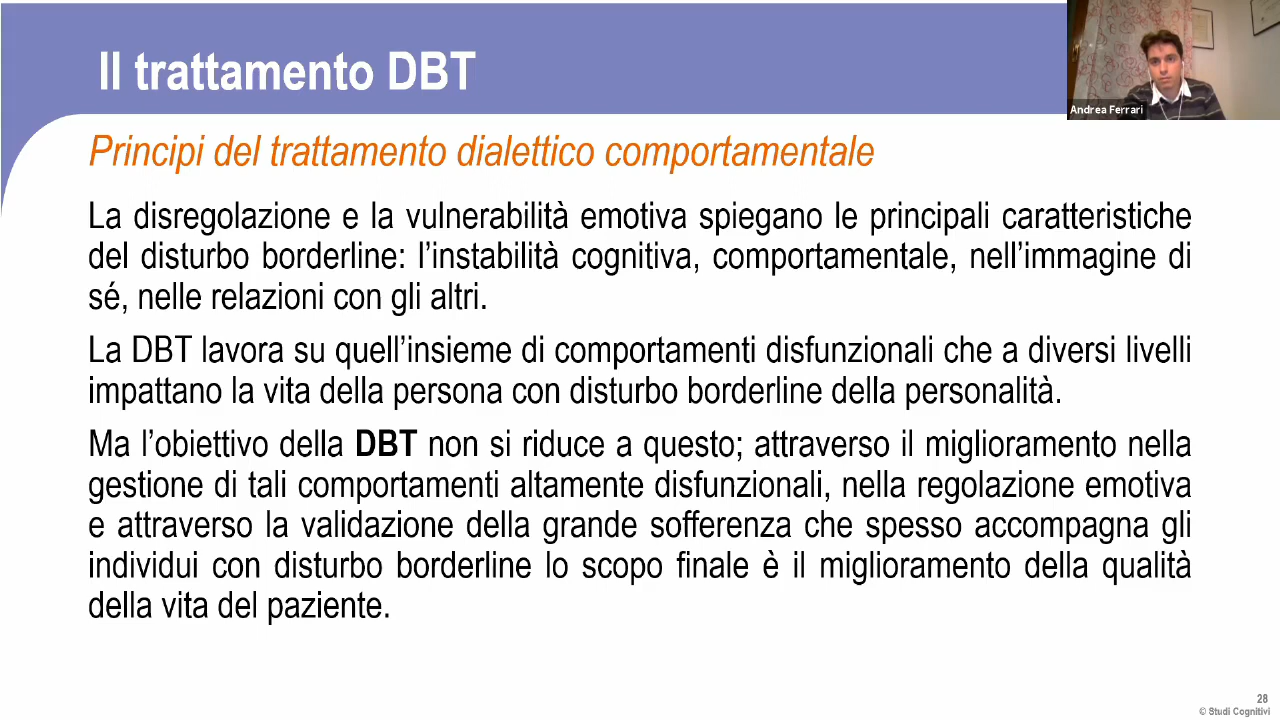 Il trattamento DBT
Andrea Ferrari
Principi del trattamento dialettico comportamentale
La disregolazione e la vulnerabilità emotiva spiegano le principali caratteristiche
del disturbo borderline: l’instabilità cognitiva, comportamentale, nell’immagine di
sé, nelle relazioni con gli altri.
La DBT lavora su quell’insieme di comportamenti disfunzionali che a diversi livelli
impattano la vita della persona con disturbo borderline della personalità.
Ma l’obiettivo della DBT non si riduce a questo; attraverso il miglioramento nella
gestione di tali comportamenti altamente disfunzionali, nella regolazione emotiva
e attraverso la validazione della grande sofferenza che spesso accompagna gli
individui con disturbo borderline lo scopo finale è il miglioramento della qualità
della vita del paziente.
28
© Studi Cognitivi